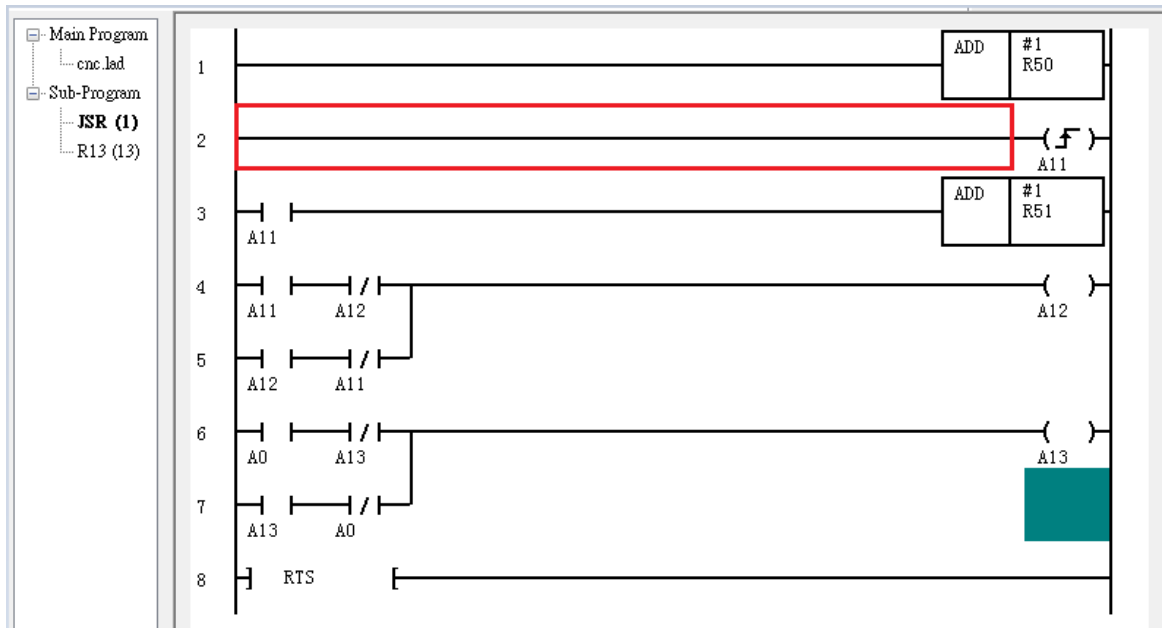 Main Program
cnc.lad
Sub-Program
JSR (1)
R13 (13)
1
ADD #1
R50
2
A11
3
ADD #1
R51
A11
4
A11 A12 A12
5
A12 A11
6
A0 A13 A13
7
A13 A0
8 RTS